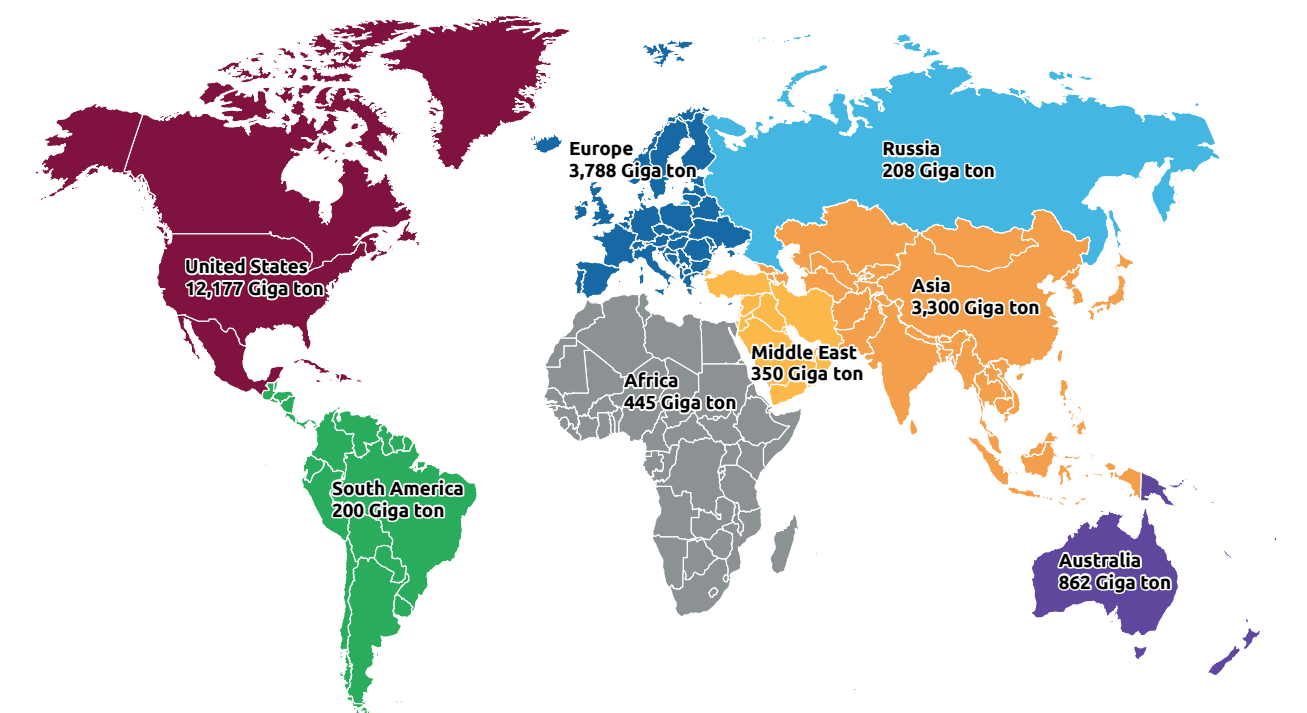 Europe
3,788 Giga ton
Russia
208 Giga ton
United States
12,177 Giga ton
Asia
3,300 Giga ton
Middle East
350 Giga ton
Africa
445 Giga ton
South America
200 Giga ton
Australia
862 Giga ton